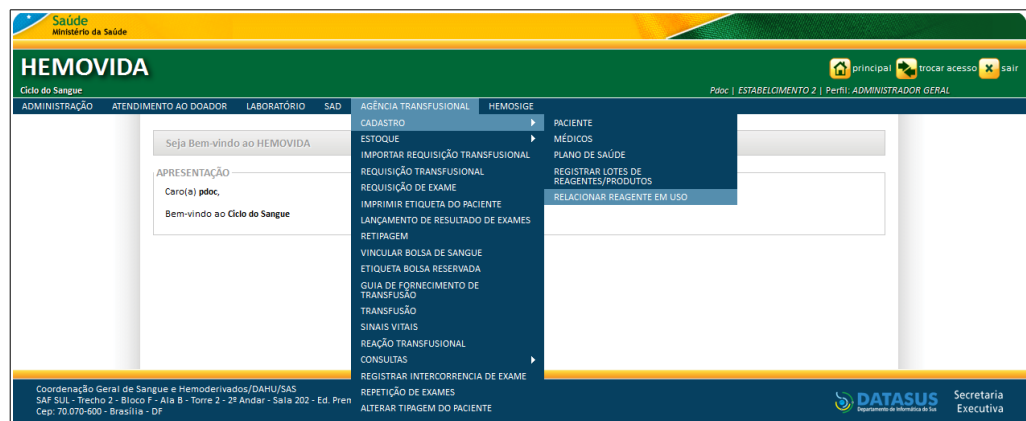 Saúde
Ministério da Saúde
HEMOVIDA
Ciclo do Sangue
principal trocar acesso sair
Pdoc | ESTABELCIMENTO 2 | Perfil: ADMINISTRADOR GERAL
ADMINISTRAÇÃO ATENDIMENTO AO DOADOR LABORATÓRIO SAD AGÊNCIA TRANSFUSIONAL HEMOSIGE
Seja Bem-vindo ao HEMOVIDA
APRESENTAÇÃO
Caro(a) pdoc,
Bem-vindo ao Ciclo do Sangue
CADASTRO
ESTOQUE
IMPORTAR REQUISIÇÃO TRANSFUSIONAL
REQUISIÇÃO TRANSFUSIONAL
REQUISIÇÃO DE EXAME
IMPRIMIR ETIQUETA DO PACIENTE
LANÇAMENTO DE RESULTADO DE EXAMES
RETIPAGEM
VINCULAR BOLSA DE SANGUE
ETIQUETA BOLSA RESERVADA
GUIA DE FORNECIMENTO DE
TRANSFUSÃO
TRANSFUSÃO
SINAIS VITAIS
REAÇÃO TRANSFUSIONAL
CONSULTAS
REGISTRAR INTERCORRENCIA DE EXAME
REPETIÇÃO DE EXAMES
ALTERAR TIPAGEM DO PACIENTE
PACIENTE
MÉDICOS
PLANO DE SAÚDE
REGISTRAR LOTES DE
REAGENTES/PRODUTOS
RELACIONAR REAGENTE EM USO
Coordenação Geral de Sangue e Hemoderivados/DAHU/SAS
SAF SUL - Trecho 2 - Bloco F - Ala B - Torre 2 - 2º Andar - Sala 202 - Ed. Prem
Cep: 70.070-600 - Brasília - DF
DATASUS
Departamento de Informática do Sus
Secretaria
Executiva